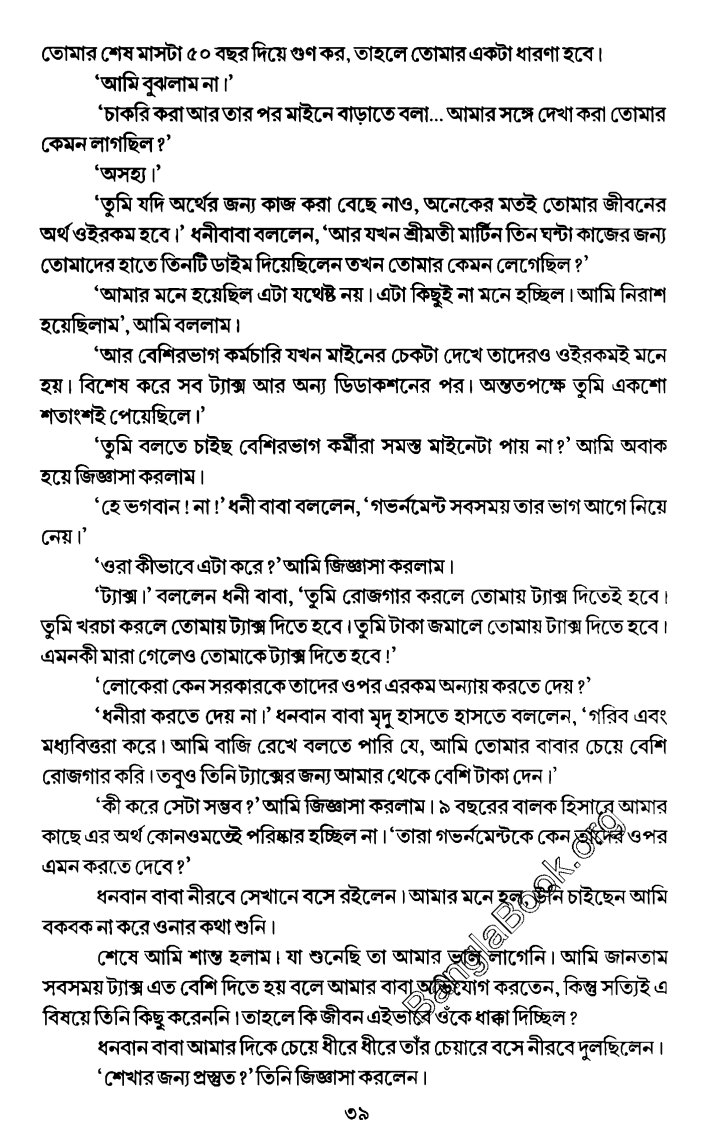 তোমার শেষ মাসটা ৫০ বছর দিয়ে গুণ কর, তাহলে তোমার একটা ধারণা হবে।
‘আমি বুঝলাম না।’
‘চাকরি করা আর তার পর মাইনে বাড়াতে বলা... আমার সঙ্গে দেখা করা তোমার
কেমন লাগছিল ?’
‘অসহ্য।’
‘তুমি যদি অর্থের জন্য কাজ করা বেছে নাও, অনেকের মতই তোমার জীবনের
অর্থ ওইরকম হবে।’ ধনীবাবা বললেন, ‘আর যখন শ্রীমতী মার্টিন তিন ঘন্টা কাজের জন্য
তোমাদের হাতে তিনটি ডাইম দিয়েছিলেন তখন তোমার কেমন লেগেছিল ?’
‘আমার মনে হয়েছিল এটা যথেষ্ট নয়। এটা কিছুই না মনে হচ্ছিল। আমি নিরাশ
হয়েছিলাম’, আমি বললাম।
‘আর বেশিরভাগ কর্মচারি যখন মাইনের চেকটা দেখে তাদেরও ওইরকমই মনে
হয়। বিশেষ করে সব ট্যাক্স আর অন্য ডিডাকশনের পর। অন্ততপক্ষে তুমি একশো
শতাংশই পেয়েছিলে।’
‘তুমি বলতে চাইছ বেশিরভাগ কর্মীরা সমস্ত মাইনেটা পায় না ?’ আমি অবাক
হয়ে জিজ্ঞাসা করলাম।
‘হে ভগবান ! না !’ ধনী বাবা বললেন, ‘গভর্নমেন্ট সবসময় তার ভাগ আগে নিয়ে
নেয়।’
‘ওরা কীভাবে এটা করে ?’ আমি জিজ্ঞাসা করলাম।
‘ট্যাক্স।’ বললেন ধনী বাবা, ‘তুমি রোজগার করলে তোমায় ট্যাক্স দিতেই হবে।
তুমি খরচা করলে তোমায় ট্যাক্স দিতে হবে। তুমি টাকা জমালে তোমায় ট্যাক্স দিতে হবে।
এমনকী মারা গেলেও তোমাকে ট্যাক্স দিতে হবে !’
‘লোকেরা কেন সরকারকে তাদের ওপর এরকম অন্যায় করতে দেয় ?’
‘ধনীরা করতে দেয় না।’ ধনবান বাবা মৃদু হাসতে হাসতে বললেন, ‘গরিব এবং
মধ্যবিত্তরা করে। আমি বাজি রেখে বলতে পারি যে, আমি তোমার বাবার চেয়ে বেশি
রোজগার করি। তবুও তিনি ট্যাক্সের জন্য আমার থেকে বেশি টাকা দেন।’
‘কী করে সেটা সম্ভব ?’ আমি জিজ্ঞাসা করলাম। ৯ বছরের বালক হিসাবে আমার
কাছে এর অর্থ কোনওমতেই পরিষ্কার হচ্ছিল না। ‘তারা গভর্নমেন্টকে কেন তাদের ওপর
এমন করতে দেবে ?’
ধনবান বাবা নীরবে সেখানে বসে রইলেন। আমার মনে হল, উনি চাইছেন আমি
বকবক না করে ওনার কথা শুনি।
শেষে আমি শান্ত হলাম। যা শুনেছি তা আমার ভাল লাগেনি। আমি জানতাম
সবসময় ট্যাক্স এত বেশি দিতে হয় বলে আমার বাবা অভিযোগ করতেন, কিন্তু সত্যিই এ
বিষয়ে তিনি কিছু করেননি। তাহলে কি জীবন এইভাবে ওঁকে ধাক্কা দিচ্ছিল ?
ধনবান বাবা আমার দিকে চেয়ে ধীরে ধীরে তাঁর চেয়ারে বসে নীরবে দুলছিলেন।
‘শেখার জন্য প্রস্তুত ?’ তিনি জিজ্ঞাসা করলেন।
৩৯
BanglaBook.org